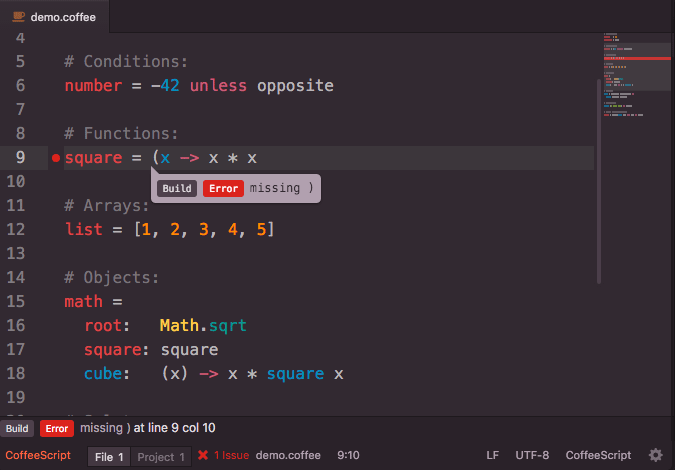 demo.coffee
4
5 # Conditions:
6 number = -42 unless opposite
7
8 # Functions:
9 square = (x -> x * x
Build Error missing )
10
11 # Arrays:
12 list = [1, 2, 3, 4, 5]
13
14 # Objects:
15 math =
16 root: Math.sqrt
17 square: square
18 cube: (x) -> x * square x
19
Build Error missing ) at line 9 col 10
CoffeeScript File 1 Project 1 1 Issue demo.coffee 9:10 LF UTF-8 CoffeeScript